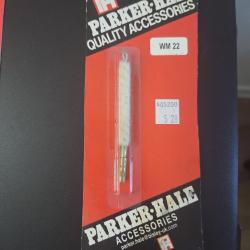 PARKER-HALE
QUALITY ACCESSORIES
WM 22
PARKER-HALE
ACCESSORIES